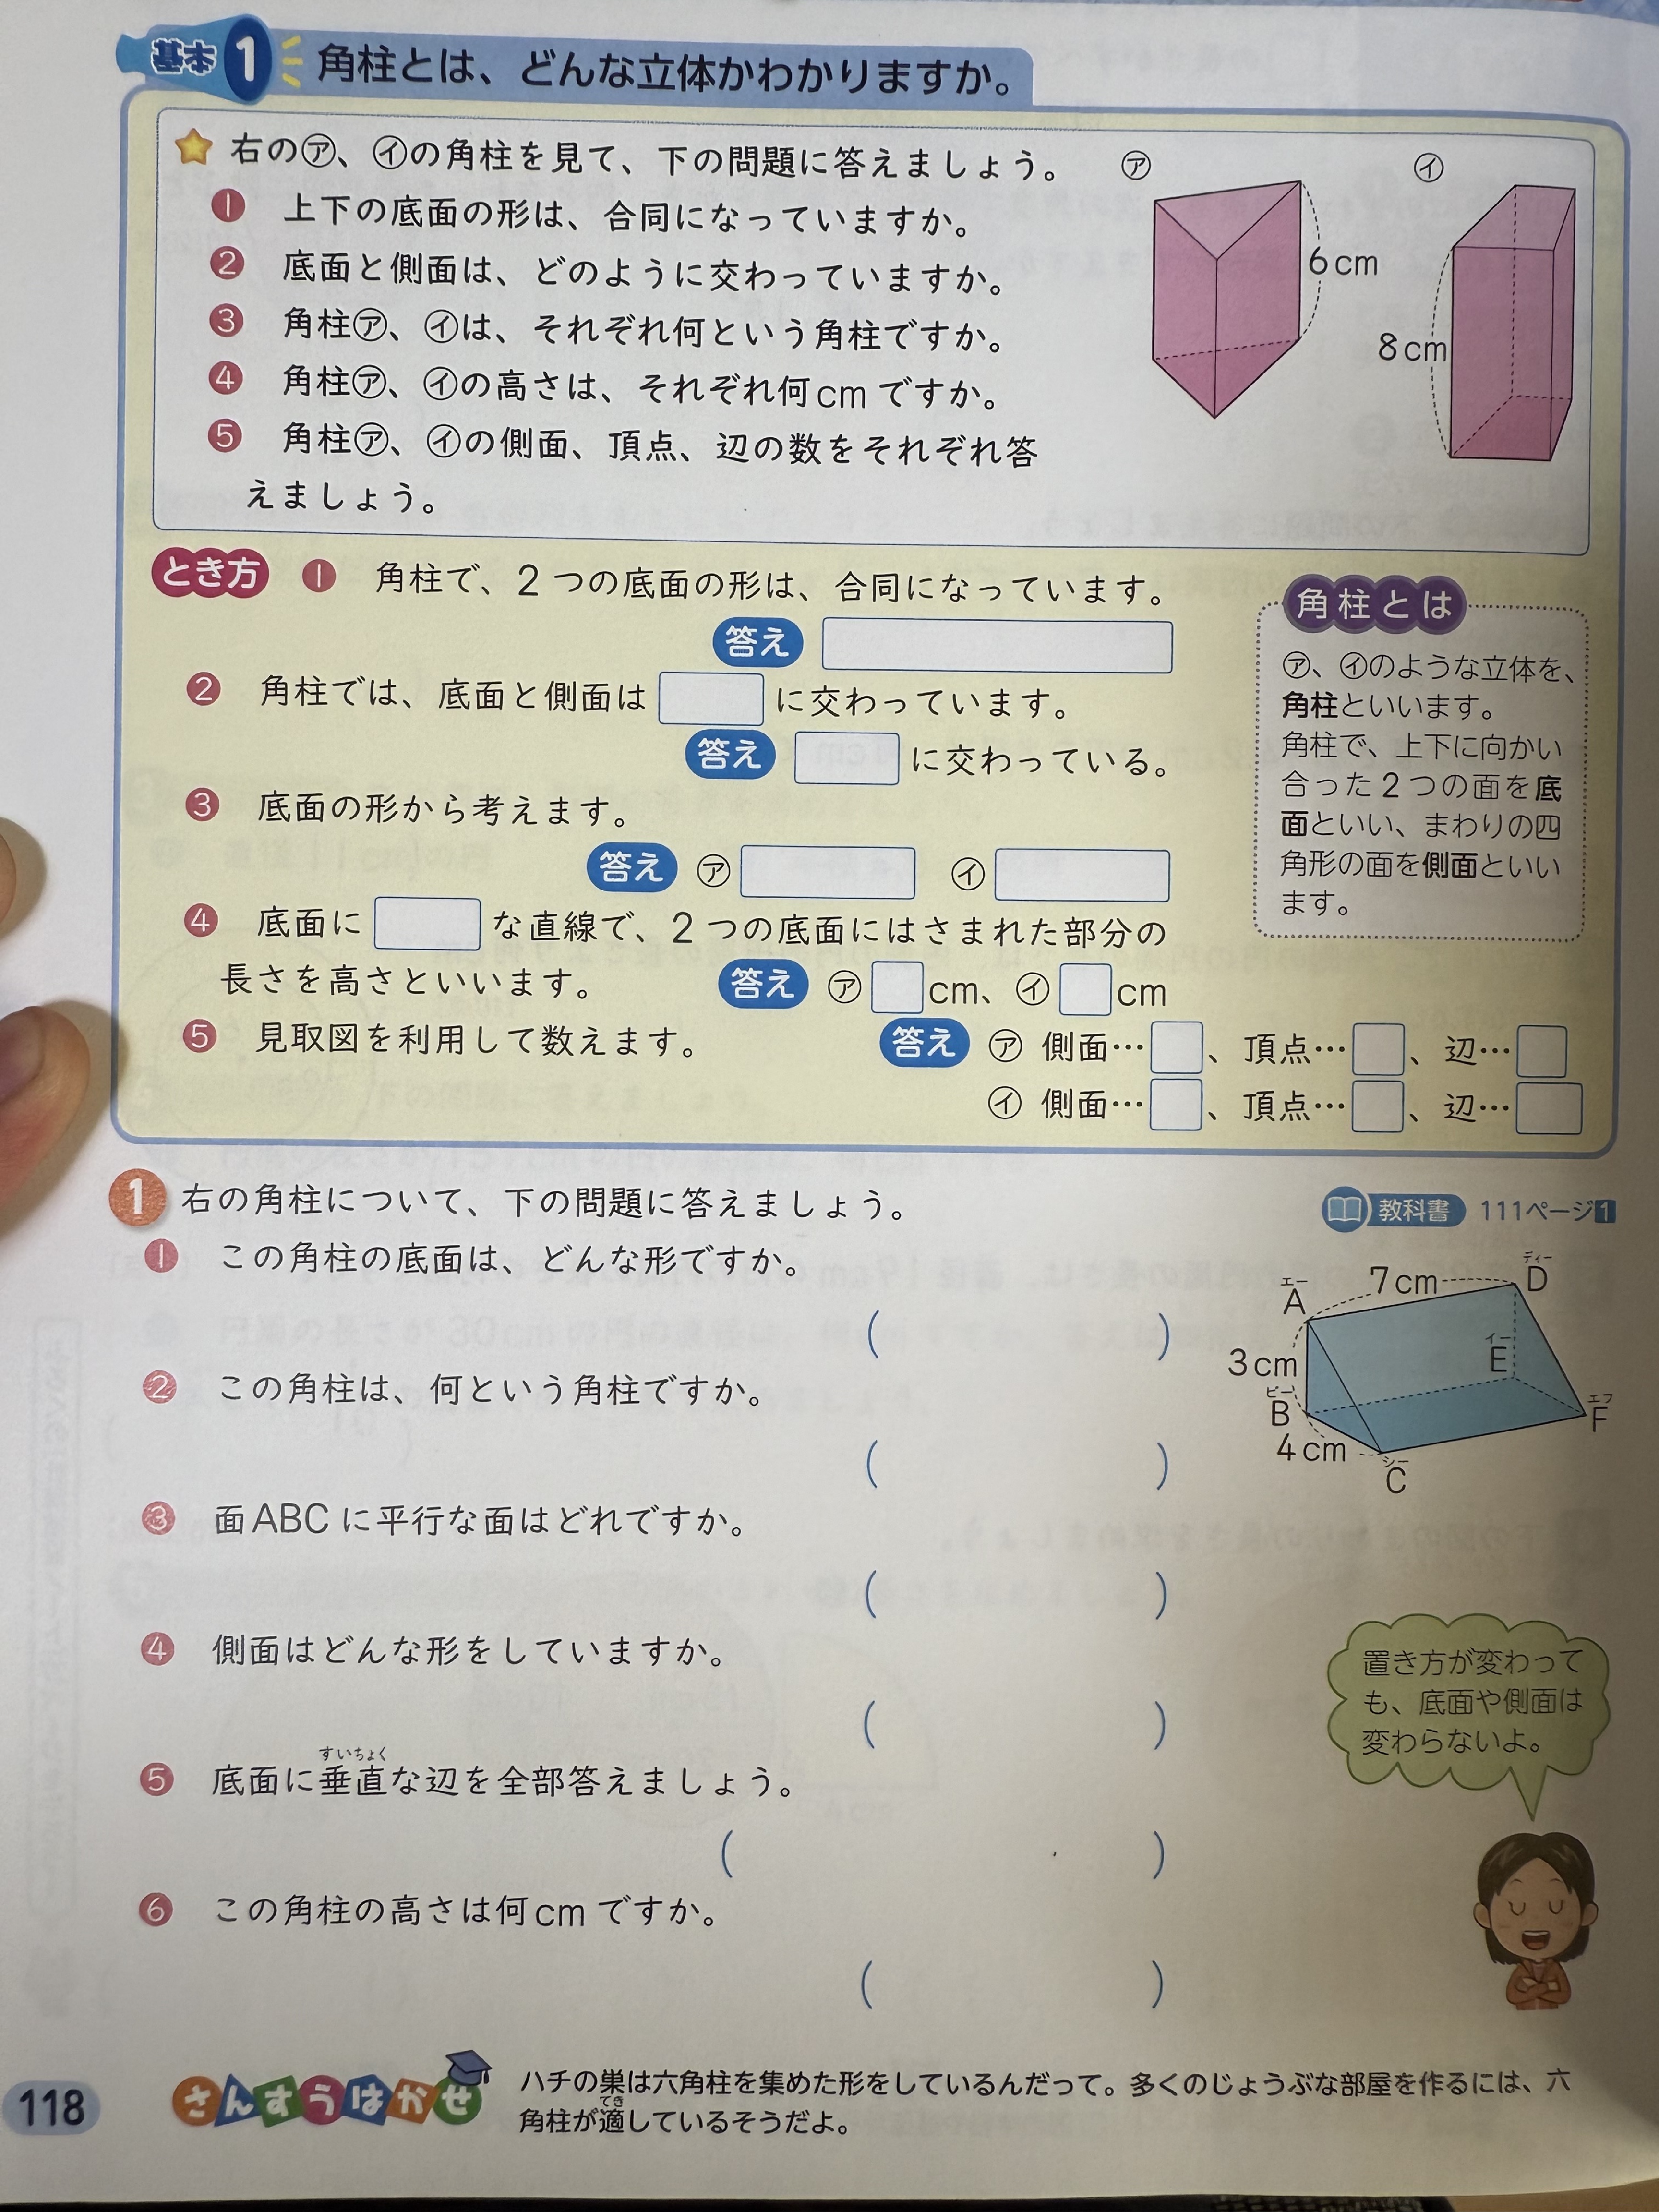 基本1 角柱とは、どんな立体かわかりますか。
右の㋐、㋑の角柱を見て、下の問題に答えましょう。
❶ 上下の底面の形は、合同になっていますか。
❷ 底面と側面は、どのように交わっていますか。
❸ 角柱㋐、㋑は、それぞれ何という角柱ですか。
❹ 角柱㋐、㋑の高さは、それぞれ何cmですか。
❺ 角柱㋐、㋑の側面、頂点、辺の数をそれぞれ答
えましょう。
㋐
6cm
㋑
8cm
とき方 ❶ 角柱で、2つの底面の形は、合同になっています。
答え
❷ 角柱では、底面と側面は に交わっています。
答え に交わっている。
❸ 底面の形から考えます。
答え ㋐ ㋑
❹ 底面に な直線で、2つの底面にはさまれた部分の
長さを高さといいます。 答え ㋐ cm、㋑ cm
❺ 見取図を利用して数えます。 答え ㋐ 側面… 、頂点… 、辺…
㋑ 側面… 、頂点… 、辺…
角柱とは
㋐、㋑のような立体を、
角柱といいます。
角柱で、上下に向かい
合った2つの面を底
面といい、まわりの四
角形の面を側面といい
ます。
1 右の角柱について、下の問題に答えましょう。
教科書 111ページ1
❶ この角柱の底面は、どんな形ですか。
( )
❷ この角柱は、何という角柱ですか。
( )
❸ 面ABCに平行な面はどれですか。
( )
❹ 側面はどんな形をしていますか。
( )
すいちょく
❺ 底面に垂直な辺を全部答えましょう。
( )
❻ この角柱の高さは何cmですか。
( )
エー
A
7cm
ディー
D
3cm
イー
E
ビー
B
エフ
F
4cm
シー
C
置き方が変わって
も、底面や側面は
変わらないよ。
118
さんすうはかせ
ハチの巣は六角柱を集めた形をしているんだって。多くのじょうぶな部屋を作るには、六
てき
角柱が適しているそうだよ。